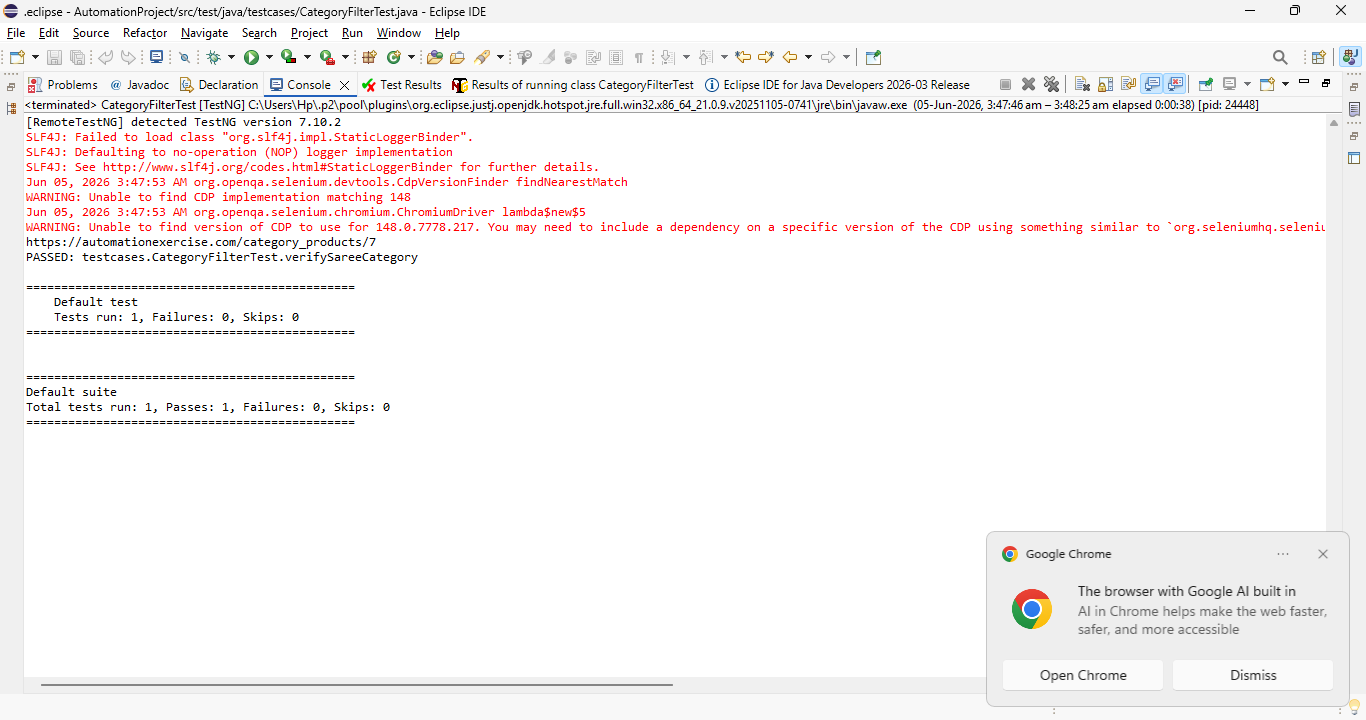 .eclipse - AutomationProject/src/test/java/testcases/CategoryFilterTest.java - Eclipse IDE
File Edit Source Refactor Navigate Search Project Run Window Help
Problems Javadoc Declaration Console Test Results Results of running class CategoryFilterTest Eclipse IDE for Java Developers 2026-03 Release
<terminated> CategoryFilterTest [TestNG] C:\Users\Hp\.p2\pool\plugins\org.eclipse.justj.openjdk.hotspot.jre.full.win32.x86_64_21.0.9.v20251105-0741\jre\bin\javaw.exe (05-Jun-2026, 3:47:46 am – 3:48:25 am elapsed 0:00:38) [pid: 24448]
[RemoteTestNG] detected TestNG version 7.10.2
SLF4J: Failed to load class "org.slf4j.impl.StaticLoggerBinder".
SLF4J: Defaulting to no-operation (NOP) logger implementation
SLF4J: See http://www.slf4j.org/codes.html#StaticLoggerBinder for further details.
Jun 05, 2026 3:47:53 AM org.openqa.selenium.devtools.CdpVersionFinder findNearestMatch
WARNING: Unable to find CDP implementation matching 148
Jun 05, 2026 3:47:53 AM org.openqa.selenium.chromium.ChromiumDriver lambda$new$5
WARNING: Unable to find version of CDP to use for 148.0.7778.217. You may need to include a dependency on a specific version of the CDP using something similar to `org.seleniumhq.seleniu
https://automationexercise.com/category_products/7
PASSED: testcases.CategoryFilterTest.verifySareeCategory
===============================================
Default test
Tests run: 1, Failures: 0, Skips: 0
===============================================
===============================================
Default suite
Total tests run: 1, Passes: 1, Failures: 0, Skips: 0
===============================================
Google Chrome
The browser with Google AI built in
AI in Chrome helps make the web faster,
safer, and more accessible
Open Chrome Dismiss